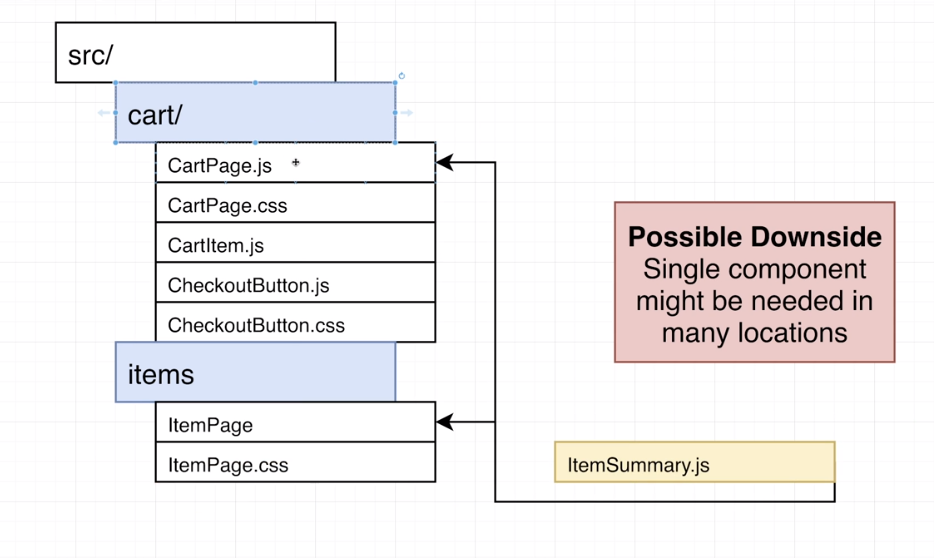 src/
cart/
CartPage.js
CartPage.css
CartItem.js
CheckoutButton.js
CheckoutButton.css
items
ItemPage
ItemPage.css
Possible Downside
Single component
might be needed in
many locations
ItemSummary.js